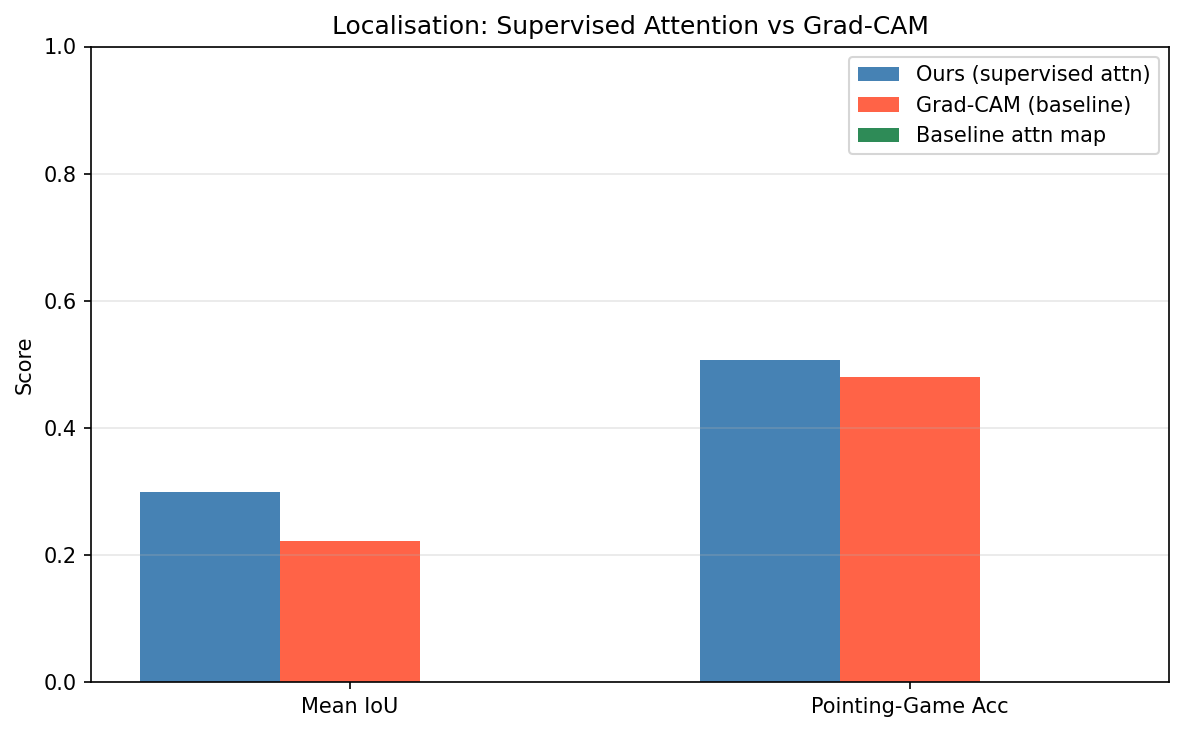 Localisation: Supervised Attention vs Grad-CAM
1.0
0.8
0.6
0.4
0.2
0.0
Score
Ours (supervised attn)
Grad-CAM (baseline)
Baseline attn map
Mean IoU
Pointing-Game Acc